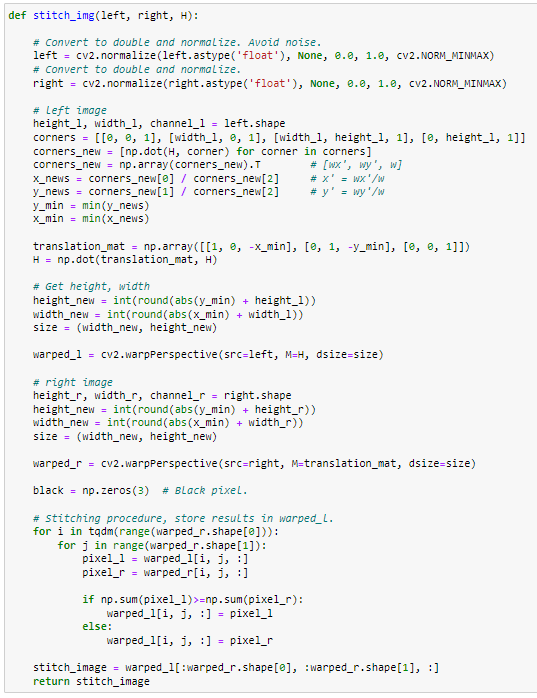 def stitch_img(left, right, H):
    # Convert to double and normalize. Avoid noise.
    left = cv2.normalize(left.astype('float'), None, 0.0, 1.0, cv2.NORM_MINMAX)
    # Convert to double and normalize.
    right = cv2.normalize(right.astype('float'), None, 0.0, 1.0, cv2.NORM_MINMAX)
    # left image
    height_l, width_l, channel_l = left.shape
    corners = [[0, 0, 1], [width_l, 0, 1], [width_l, height_l, 1], [0, height_l, 1]]
    corners_new = [np.dot(H, corner) for corner in corners]
    corners_new = np.array(corners_new).T          # [wx', wy', w]
    x_news = corners_new[0] / corners_new[2]     # x' = wx'/w
    y_news = corners_new[1] / corners_new[2]     # y' = wy'/w
    y_min = min(y_news)
    x_min = min(x_news)
    translation_mat = np.array([[1, 0, -x_min], [0, 1, -y_min], [0, 0, 1]])
    H = np.dot(translation_mat, H)
    # Get height, width
    height_new = int(round(abs(y_min) + height_l))
    width_new = int(round(abs(x_min) + width_l))
    size = (width_new, height_new)
    warped_l = cv2.warpPerspective(src=left, M=H, dsize=size)
    # right image
    height_r, width_r, channel_r = right.shape
    height_new = int(round(abs(y_min) + height_r))
    width_new = int(round(abs(x_min) + width_r))
    size = (width_new, height_new)
    warped_r = cv2.warpPerspective(src=right, M=translation_mat, dsize=size)
    black = np.zeros(3)  # Black pixel.
    # Stitching procedure, store results in warped_l.
    for i in tqdm(range(warped_r.shape[0])):
        for j in range(warped_r.shape[1]):
            pixel_l = warped_l[i, j, :]
            pixel_r = warped_r[i, j, :]
            if np.sum(pixel_l)>=np.sum(pixel_r):
                warped_l[i, j, :] = pixel_l
            else:
                warped_l[i, j, :] = pixel_r
    stitch_image = warped_l[:warped_r.shape[0], :warped_r.shape[1], :]
    return stitch_image